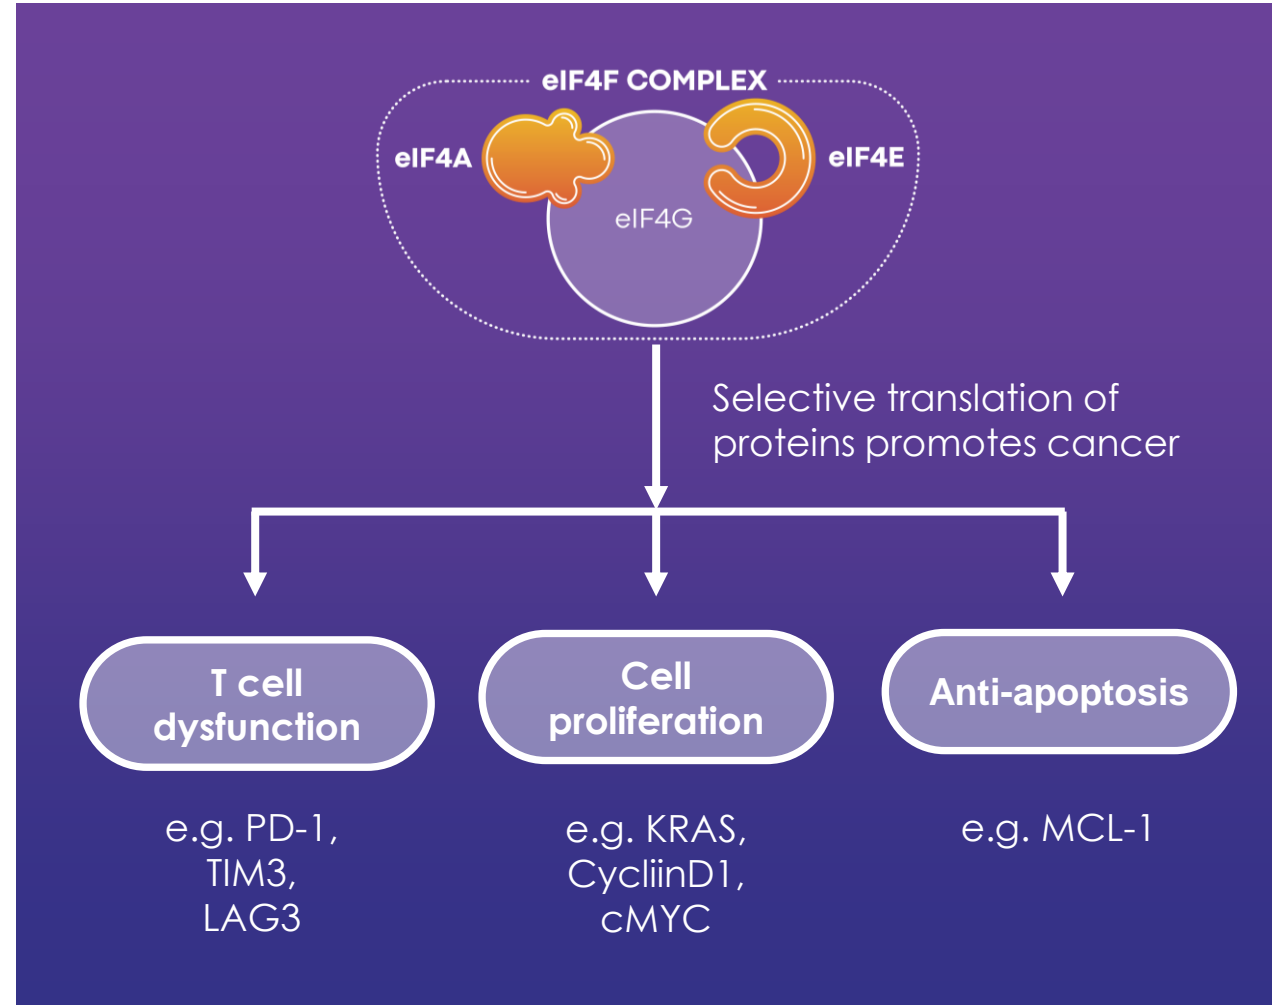 eIF4F COMPLEX
eIF4A
eIF4E
eIF4G
Selective translation of
proteins promotes cancer
T cell
dysfunction
Cell
proliferation
Anti-apoptosis
e.g. PD-1,
TIM3,
LAG3
e.g. KRAS,
CycliinD1,
cMYC
e.g. MCL-1